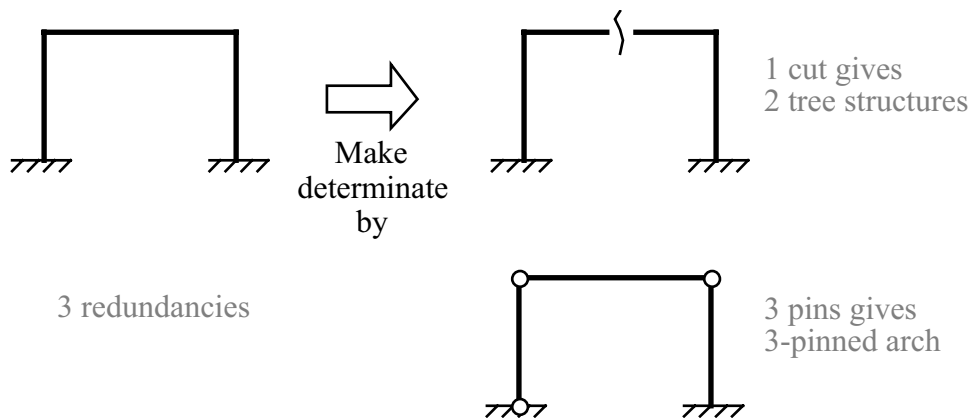 1 cut gives
2 tree structures
Make
determinate
by
3 redundancies
3 pins gives
3-pinned arch